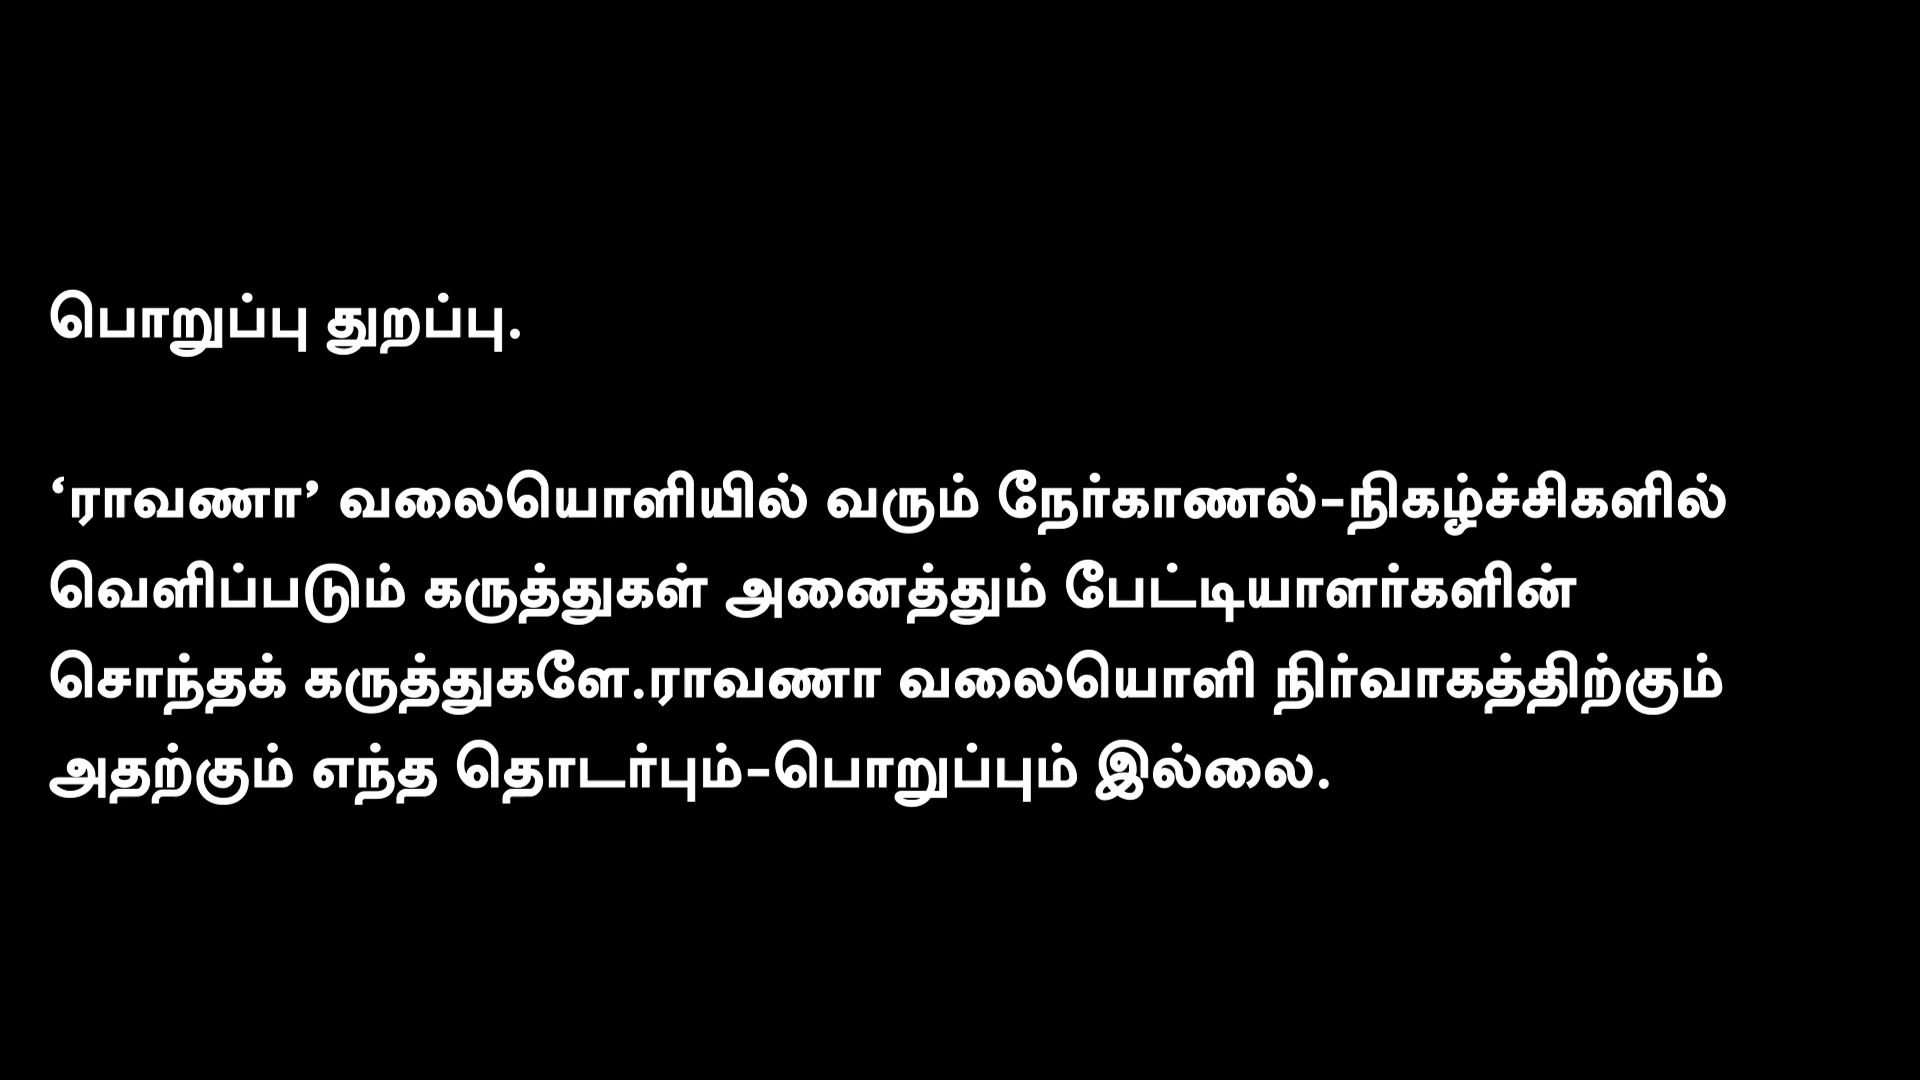 பொறுப்பு துறப்பு.
‘ராவணா’ வலையொளியில் வரும் நேர்காணல்-நிகழ்ச்சிகளில்
வெளிப்படும் கருத்துகள் அனைத்தும் பேட்டியாளர்களின்
சொந்தக் கருத்துகளே.ராவணா வலையொளி நிர்வாகத்திற்கும்
அதற்கும் எந்த தொடர்பும்-பொறுப்பும் இல்லை.